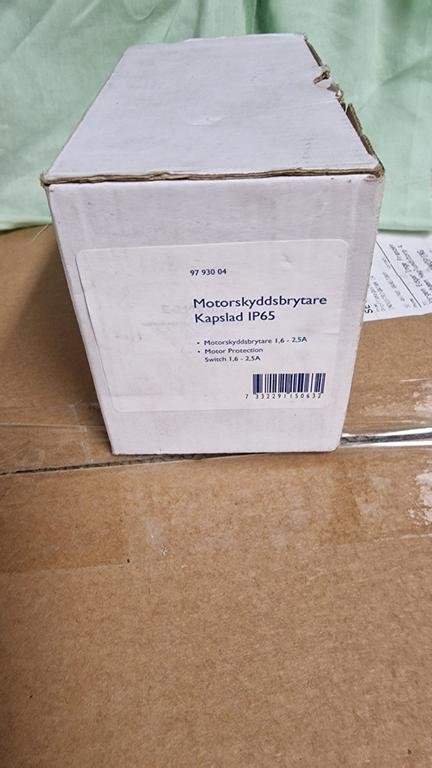 97 930 04
Motorskyddsbrytare
Kapslad IP65
• Motorskyddsbrytare 1,6 - 2,5A
• Motor Protection
Switch 1,6 - 2,5A
7 332291 150632